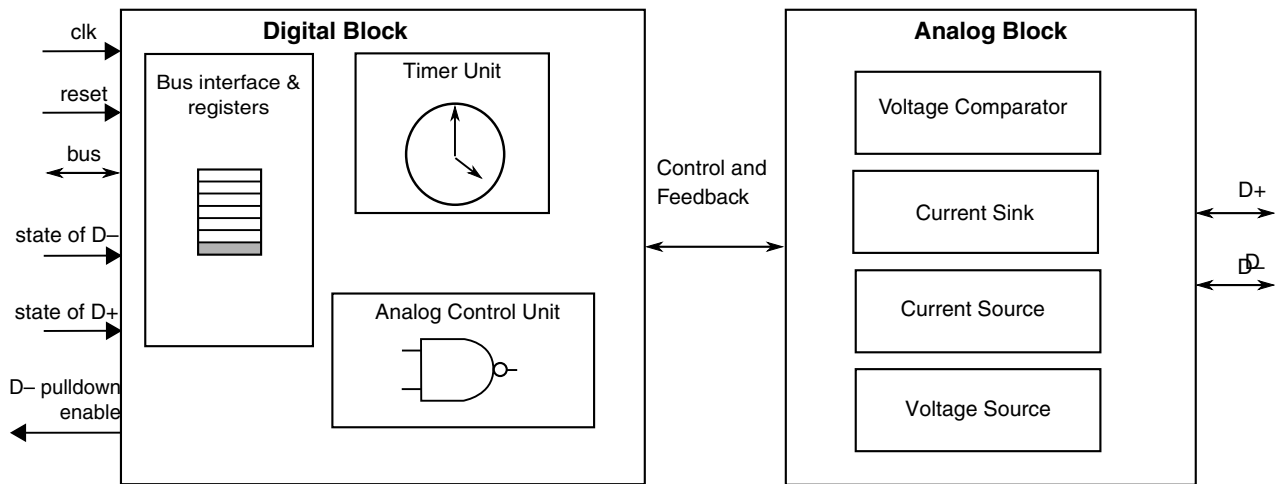 Digital Block
Analog Block
clk
reset
bus
state of D–
state of D+
D– pulldown
enable
Bus interface &
registers
Timer Unit
Analog Control Unit
Control and
Feedback
Voltage Comparator
Current Sink
Current Source
Voltage Source
D+
D–